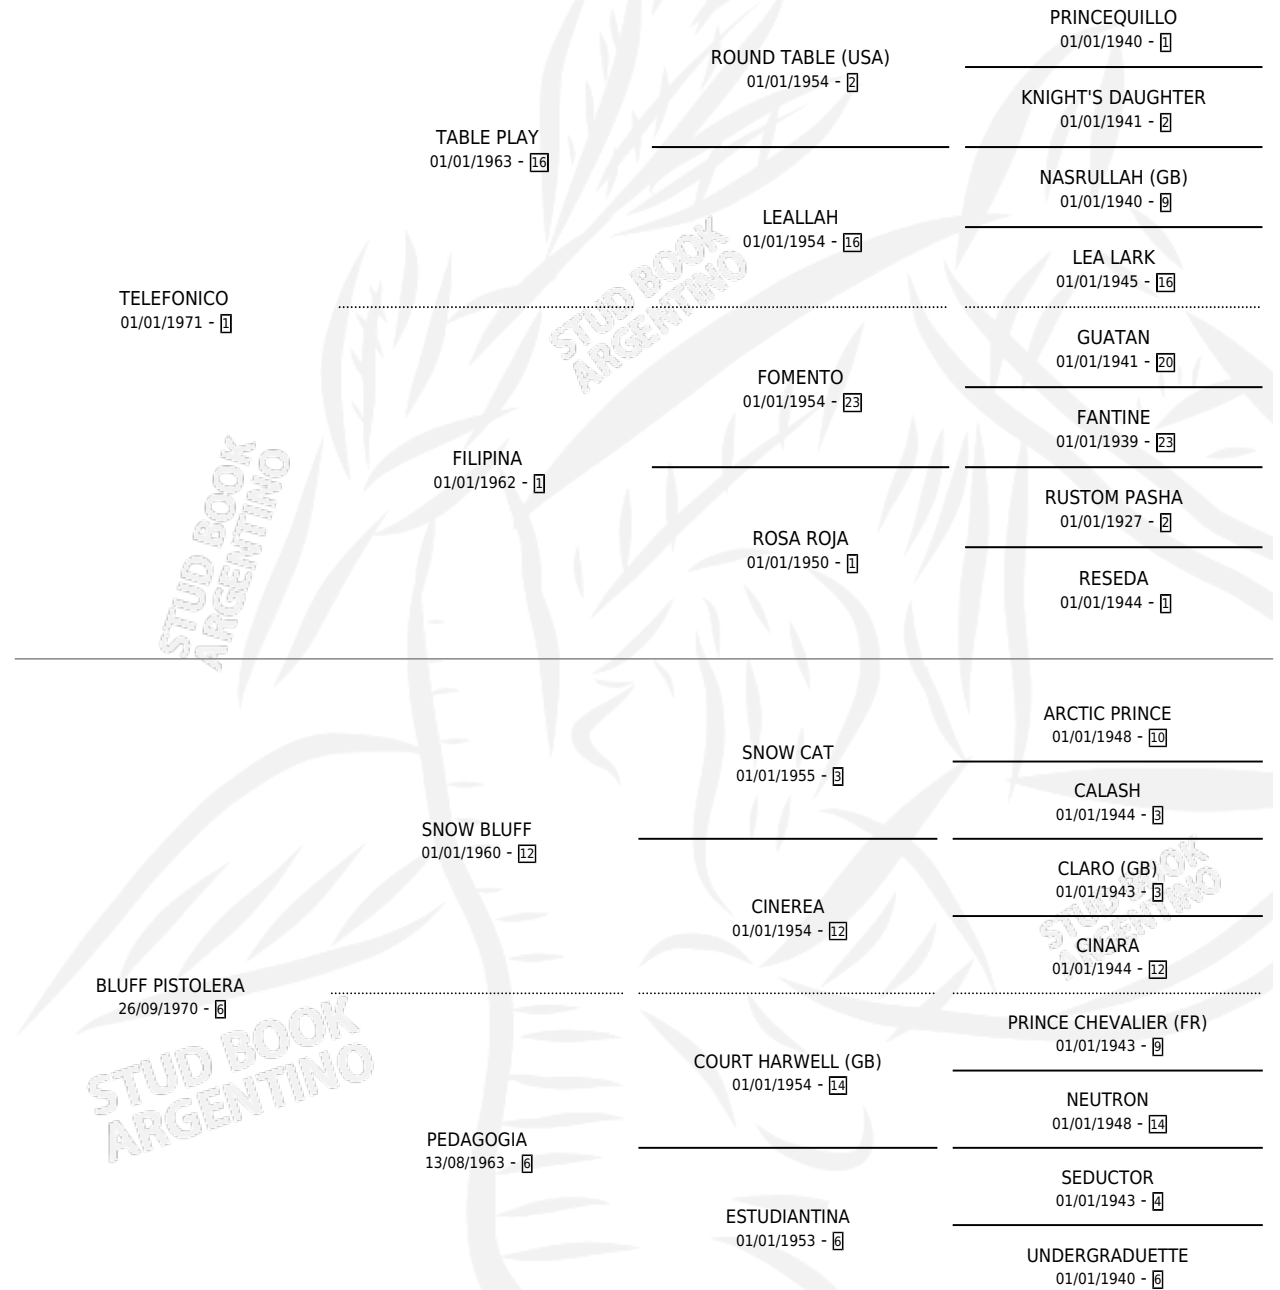 PRINCEQUILLO
01/01/1940 - 1
ROUND TABLE (USA)
01/01/1954 - 2
KNIGHT'S DAUGHTER
01/01/1941 - 2
TABLE PLAY
01/01/1963 - 16
NASRULLAH (GB)
01/01/1940 - 9
LEALLAH
01/01/1954 - 16
LEA LARK
01/01/1945 - 16
TELEFONICO
01/01/1971 - 1
GUATAN
01/01/1941 - 20
FOMENTO
01/01/1954 - 23
FANTINE
01/01/1939 - 23
FILIPINA
01/01/1962 - 1
RUSTOM PASHA
01/01/1927 - 2
ROSA ROJA
01/01/1950 - 1
RESEDA
01/01/1944 - 1
STUD BOOK
ARGENTINO
STUD BOOK
ARGENTINO
ARCTIC PRINCE
01/01/1948 - 10
SNOW CAT
01/01/1955 - 3
CALASH
01/01/1944 - 3
SNOW BLUFF
01/01/1960 - 12
CLARO (GB)
01/01/1943 - 3
CINEREA
01/01/1954 - 12
CINARA
01/01/1944 - 12
BLUFF PISTOLERA
26/09/1970 - 6
PRINCE CHEVALIER (FR)
01/01/1943 - 9
COURT HARWELL (GB)
01/01/1954 - 14
NEUTRON
01/01/1948 - 14
PEDAGOGIA
13/08/1963 - 6
SEDUCTOR
01/01/1943 - 4
ESTUDIANTINA
01/01/1953 - 6
UNDERGRADUETTE
01/01/1940 - 6
STUD BOOK
ARGENTINO
STUD BOOK
ARGENTINO